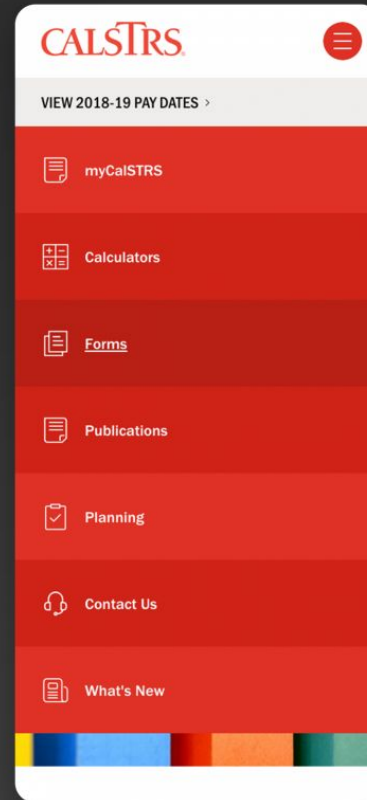 CALSTRS
VIEW 2018-19 PAY DATES >
myCalSTRS
Calculators
Forms
Publications
Planning
Contact Us
What's New